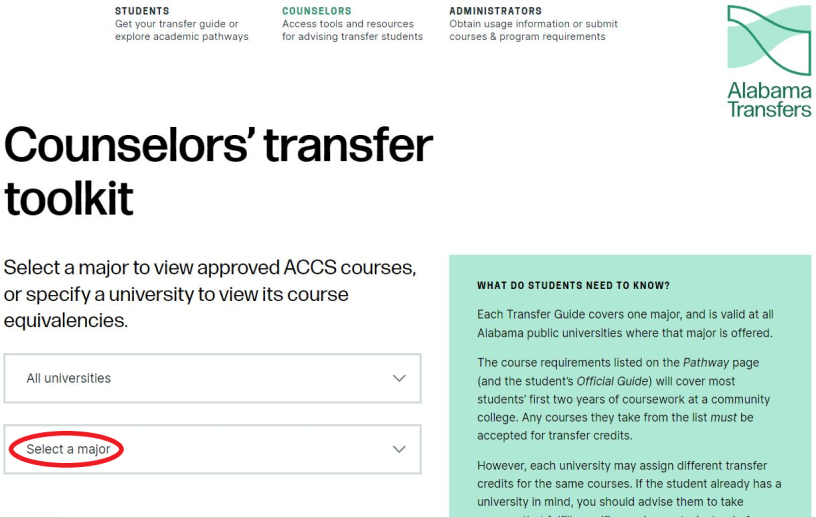 STUDENTS
Get your transfer guide or
explore academic pathways
COUNSELORS
Access tools and resources
for advising transfer students
ADMINISTRATORS
Obtain usage information or submit
courses & program requirements
Alabama
Transfers
Counselors’ transfer
toolkit
Select a major to view approved ACCS courses,
or specify a university to view its course
equivalencies.
All universities
Select a major
WHAT DO STUDENTS NEED TO KNOW?
Each Transfer Guide covers one major, and is valid at all
Alabama public universities where that major is offered.
The course requirements listed on the Pathway page
(and the student’s Official Guide) will cover most
students’ first two years of coursework at a community
college. Any courses they take from the list must be
accepted for transfer credits.
However, each university may assign different transfer
credits for the same courses. If the student already has a
university in mind, you should advise them to take